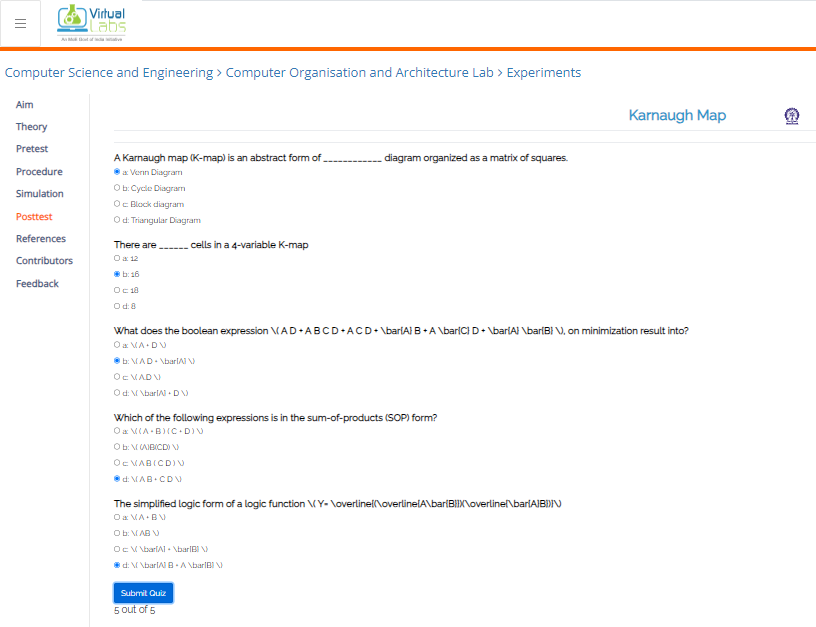 Virtual
Labs
An MoE Govt of India Initiative
Computer Science and Engineering > Computer Organisation and Architecture Lab > Experiments
Aim
Theory
Pretest
Procedure
Simulation
Posttest
References
Contributors
Feedback
Karnaugh Map
A Karnaugh map (K-map) is an abstract form of ____________ diagram organized as a matrix of squares.
a: Venn Diagram
b: Cycle Diagram
c: Block diagram
d: Triangular Diagram
There are ______ cells in a 4-variable K-map
a: 12
b: 16
c: 18
d: 8
What does the boolean expression \( A D + A B C D + A C D + \bar{A} B + A \bar{C} D + \bar{A} \bar{B} \), on minimization result into?
a: \( A + D \)
b: \( A D + \bar{A} \)
c: \( A D \)
d: \( \bar{A} + D \)
Which of the following expressions is in the sum-of-products (SOP) form?
a: \( ( A + B ) ( C + D ) \)
b: \( (A)B(CD) \)
c: \( A B ( C D ) \)
d: \( A B + C D \)
The simplified logic form of a logic function \( Y= \overline{(\overline{A\bar{B}})(\overline{\bar{A}B})}\)
a: \( A + B \)
b: \( AB \)
c: \( \bar{A} + \bar{B} \)
d: \( \bar{A} B + A \bar{B} \)
Submit Quiz
5 out of 5